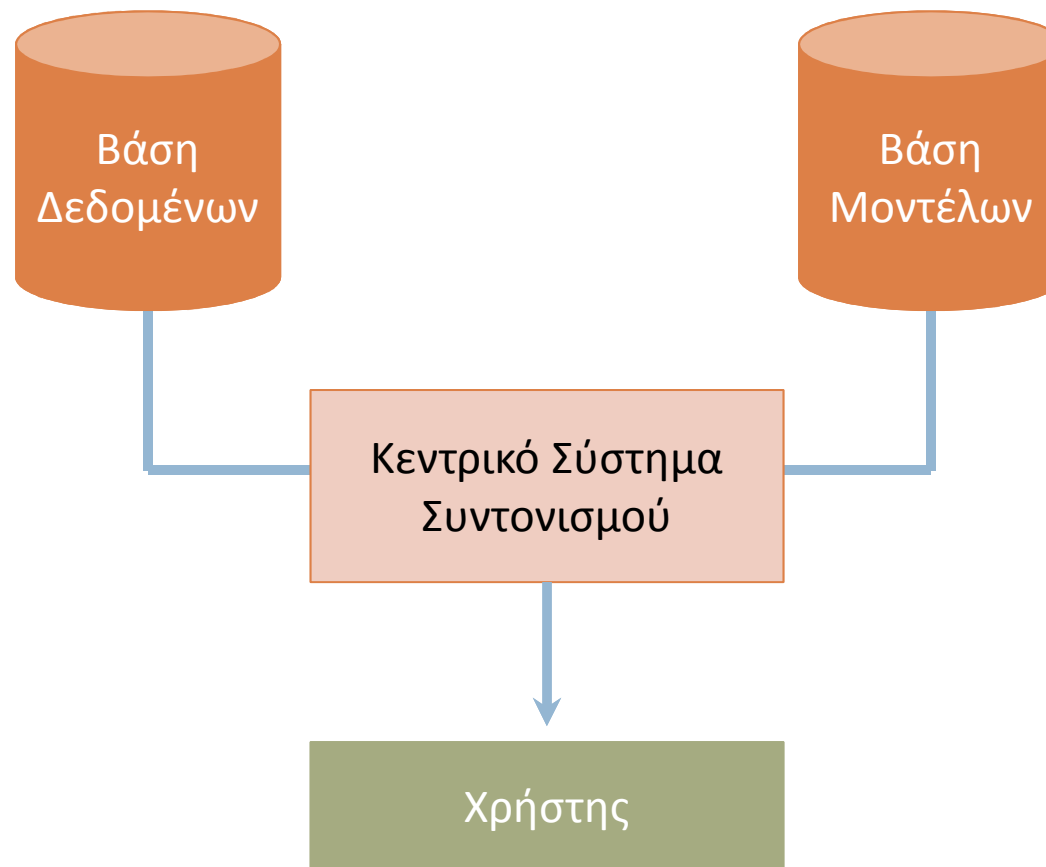 Βάση
Δεδομένων
Βάση
Μοντέλων
Κεντρικό Σύστημα
Συντονισμού
Χρήστης